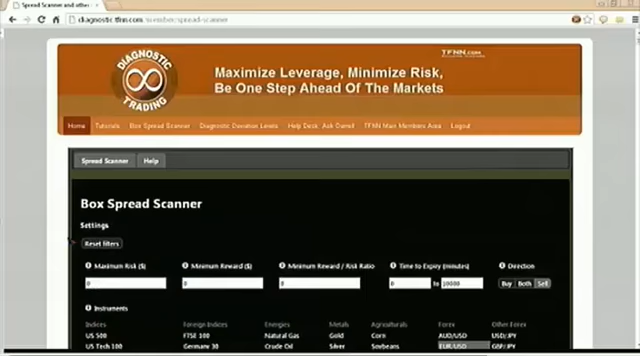 Spread Scanner and other
diagnostic.tfnn.com
TFNN.com
DIAGNOSTIC
TRADING
Maximize Leverage, Minimize Risk,
Be One Step Ahead Of The Markets
Home Tutorials Box Spread Scanner Diagnostic Deviation Levels Help Desk: Ask Darrell TFNN Main Members Area Logout
Spread Scanner Help
Box Spread Scanner
Settings
Reset filters
Maximum Risk ($) Minimum Reward ($) Minimum Reward / Risk Ratio Time to Expiry (minutes) Direction
0 0 0 0 to 10000 Buy Both Sell
Instruments
Indices Foreign Indices Energies Metals Agriculturals Forex Other Forex
US 500 FTSE 100 Natural Gas Gold Corn AUD/USD USD/JPY
US Tech 100 Germany 30 Crude Oil Silver Soybeans EUR/USD GBP/JPY